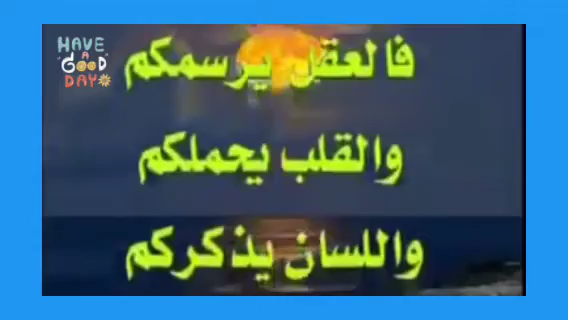 HAVE
A
GOOD
DAY
فالعقل يرسمكم
والقلب يحملكم
واللسان يذكركم